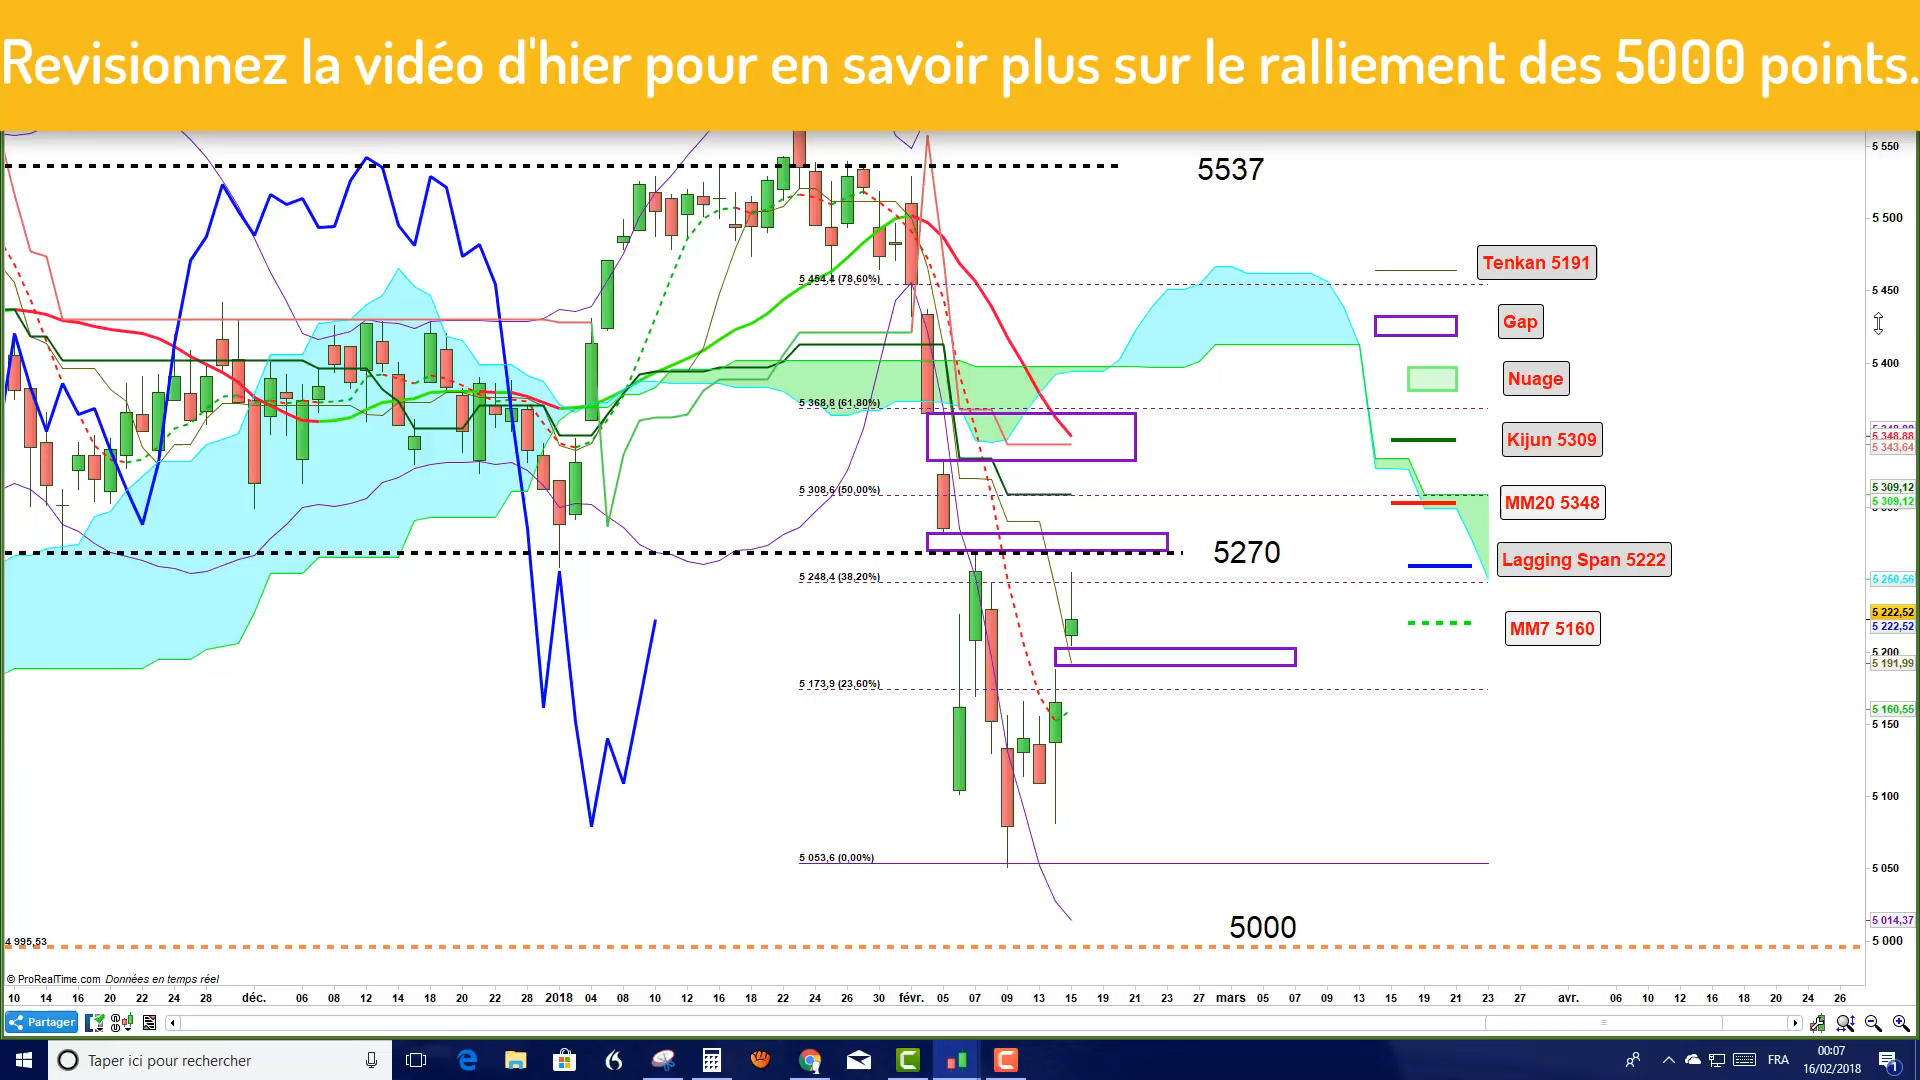 Revisionnez la vidéo d'hier pour en savoir plus sur le ralliement des 5000 points.
5 550
5537
5 500
Tenkan 5191
5 454,4 (78,60%)
5 450
Gap
5 400
Nuage
5 368,8 (61,80%)
5 348,88
5 343,64
Kijun 5309
5 308,6 (50,00%)
5 309,12
5 309,12
MM20 5348
5270
Lagging Span 5222
5 248,4 (38,20%)
5 250,56
5 222,52
5 222,52
MM7 5160
5 200
5 191,99
5 173,9 (23,60%)
5 160,55
5 150
5 100
5 053,6 (0,00%)
5 050
5 014,37
5000
4 995,53
5 000
© ProRealTime.com Données en temps réel
10 14 16 20 22 24 28 déc. 06 08 12 14 18 20 22 28 2018 04 08 10 12 16 18 22 24 26 30 févr. 05 07 09 13 15 19 21 23 27 mars 05 07 09 13 15 19 21 23 27 avr. 06 10 12 16 18 20 24 26
Partager
Taper ici pour rechercher
FRA
00:07
16/02/2018
1